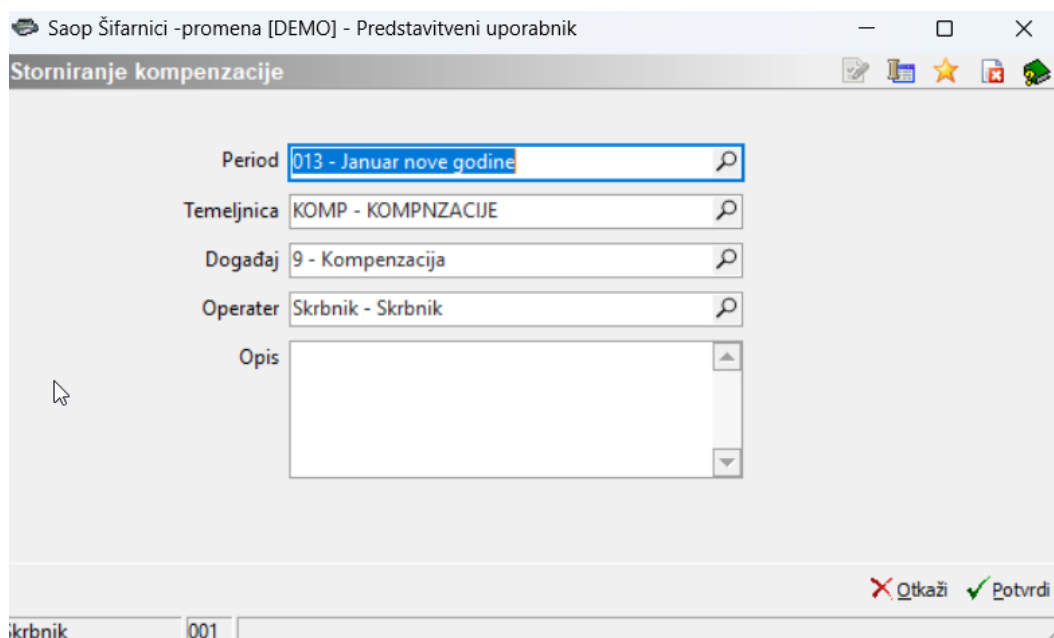 Saop Šifarnici -promena [DEMO] - Predstavitveni uporabnik
Storniranje kompenzacije
Period 013 - Januar nove godine
Temeljnica KOMP - KOMPNZACIJE
Događaj 9 - Kompenzacija
Operater Skrbnik - Skrbnik
Opis
Otkaži Potvrdi
Skrbnik 001